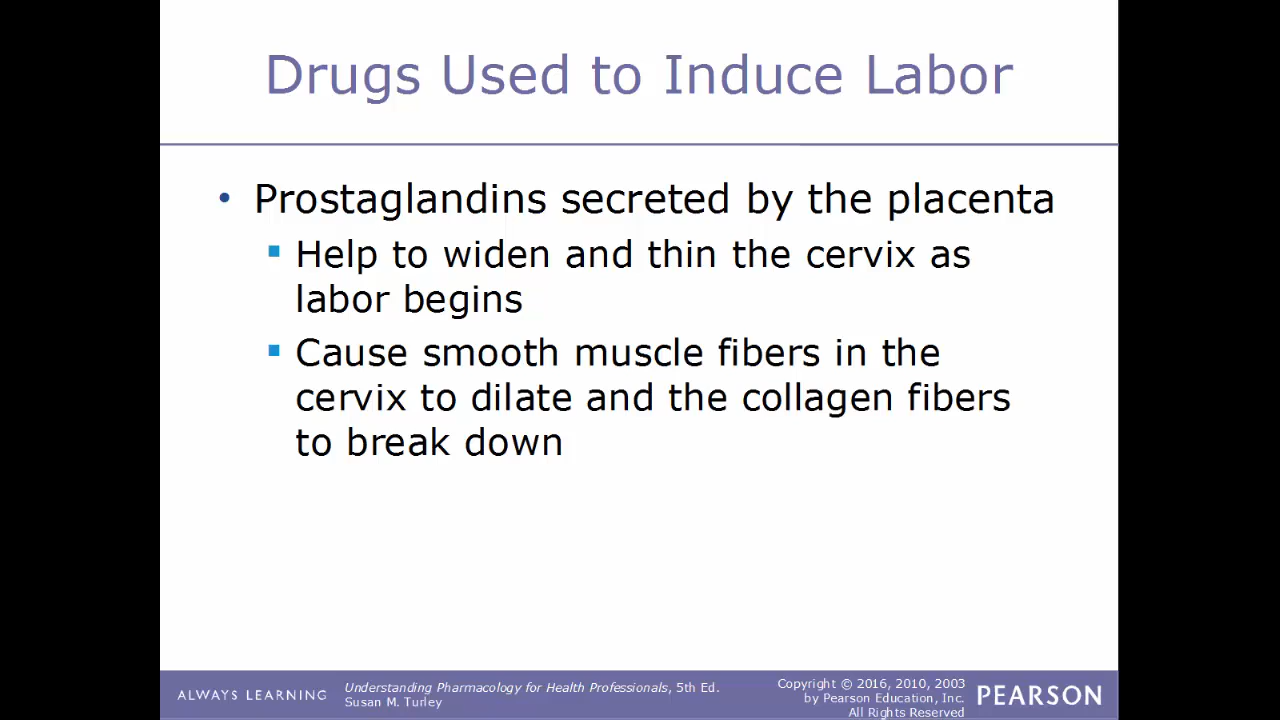 Drugs Used to Induce Labor
• Prostaglandins secreted by the placenta
▪ Help to widen and thin the cervix as
labor begins
▪ Cause smooth muscle fibers in the
cervix to dilate and the collagen fibers
to break down
ALWAYS LEARNING
Understanding Pharmacology for Health Professionals, 5th Ed.
Susan M. Turley
Copyright © 2016, 2010, 2003
by Pearson Education, Inc.
All Rights Reserved
PEARSON